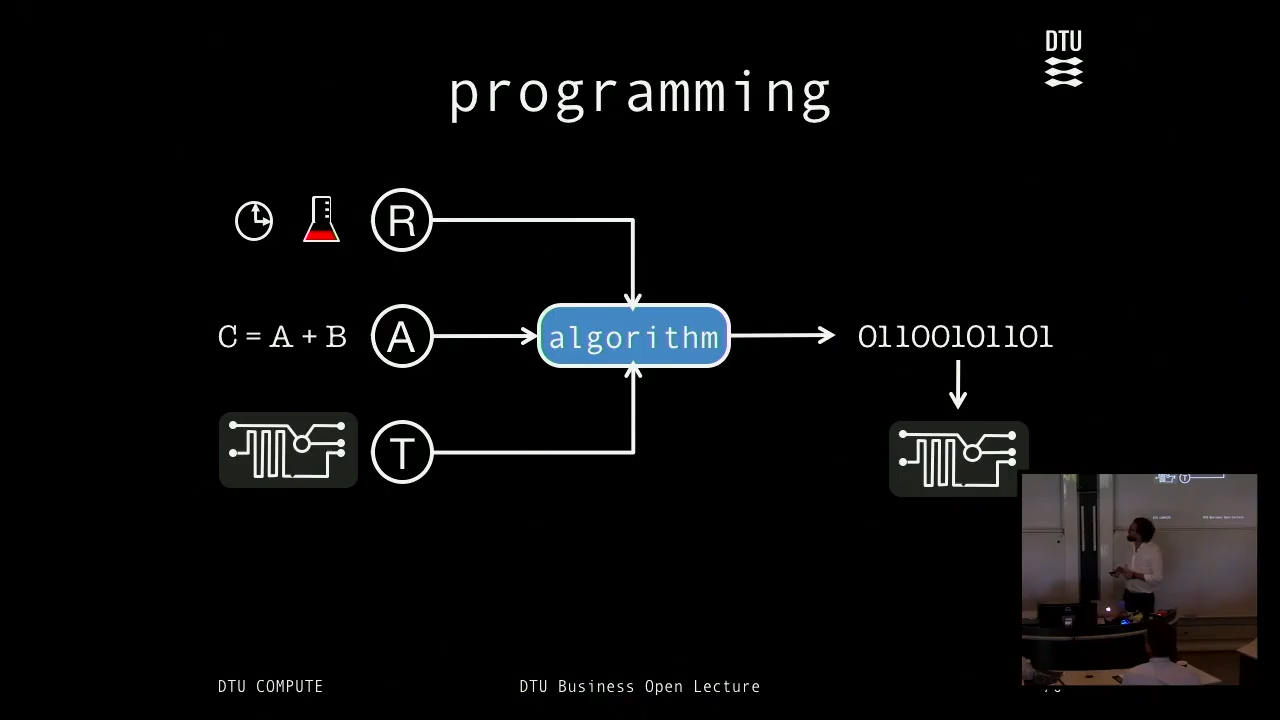 DTU
programming
R
C = A + B
A
algorithm
01100101101
T
DTU COMPUTE
DTU Business Open Lecture